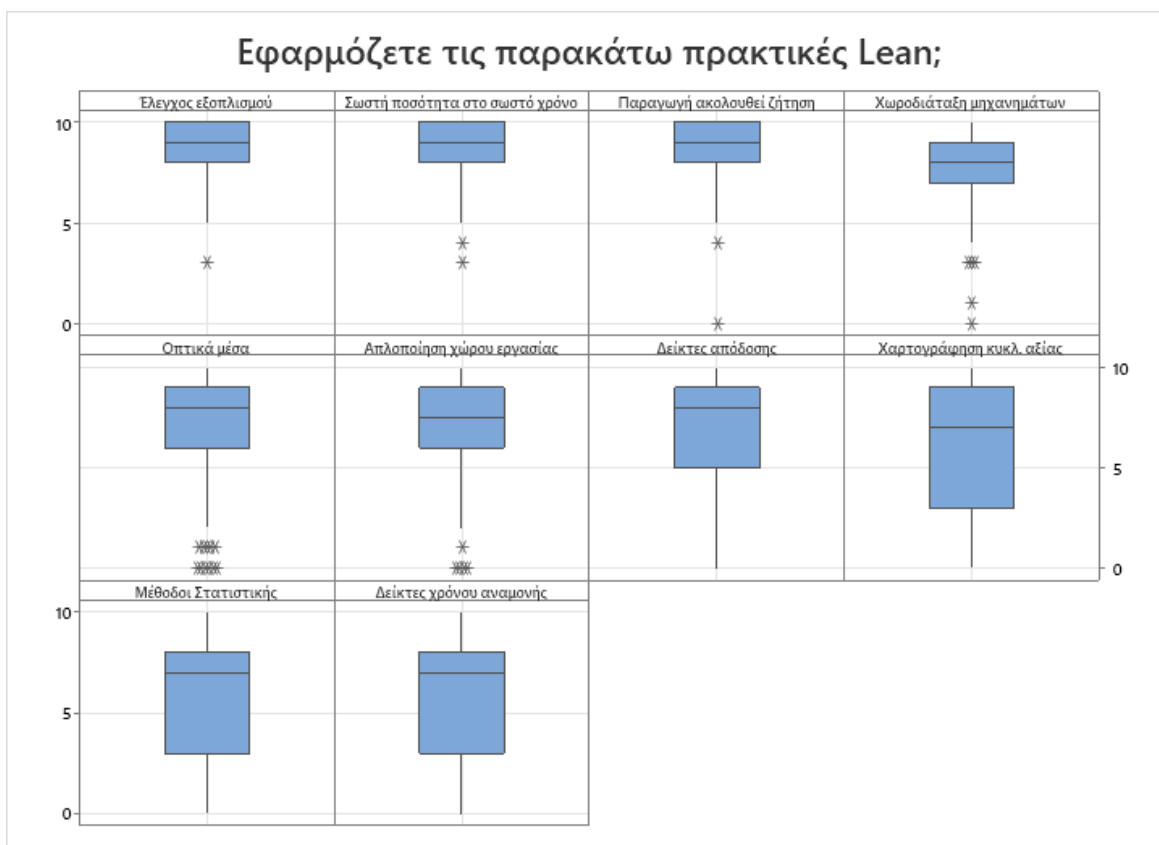 Εφαρμόζετε τις παρακάτω πρακτικές Lean;
Έλεγχος εξοπλισμού
Σωστή ποσότητα στο σωστό χρόνο
Παραγωγή ακολουθεί ζήτηση
Χωροδιάταξη μηχανημάτων
10
5
0
Οπτικά μέσα
Απλοποίηση χώρου εργασίας
Δείκτες απόδοσης
Χαρτογράφηση κυκλ. αξίας
10
5
0
Μέθοδοι Στατιστικής
Δείκτες χρόνου αναμονής
10
5
0